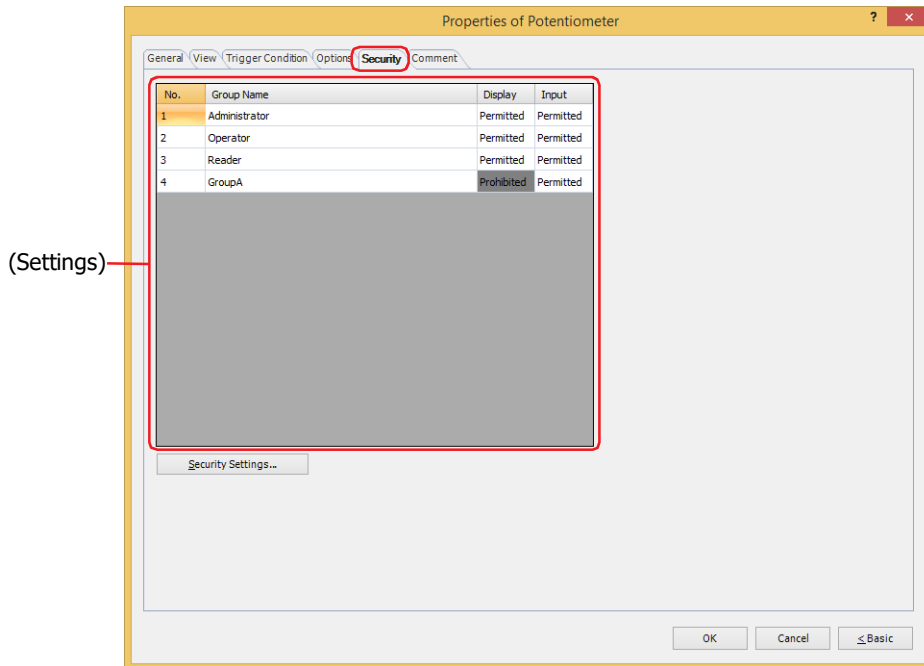 Properties of Potentiometer ? ×
General View Trigger Condition Options Security Comment
No. Group Name Display Input
1 Administrator Permitted Permitted
2 Operator Permitted Permitted
3 Reader Permitted Permitted
4 GroupA Prohibited Permitted
(Settings)
Security Settings...
OK Cancel < Basic